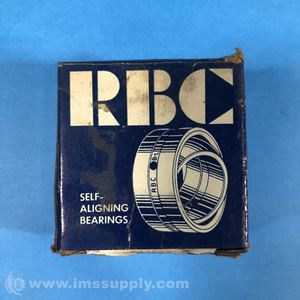 RBC
SELF-
ALIGNING
BEARINGS
RBC
© www.imssupply.com